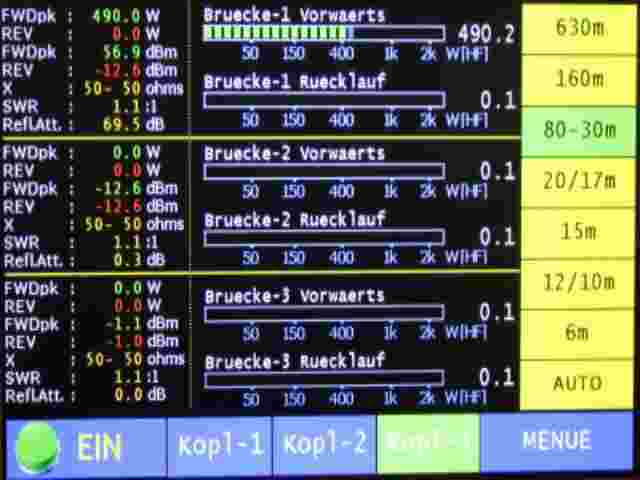 FWDpk : 490.0 W
REV : 0.0 W
FWDpk : 56.9 dBm
REV : -12.6 dBm
X : 50- 50 ohms
SWR : 1.1 :1
Refl.Att. : 69.5 dB
Bruecke-1 Vorwaerts
490.2
50 150 400 1k 2k W[HF]
Bruecke-1 Ruecklauf
0.1
50 150 400 1k 2k W[HF]
FWDpk : 0.0 W
REV : 0.0 W
FWDpk : -12.6 dBm
REV : -12.6 dBm
X : 50- 50 ohms
SWR : 1.1 :1
Refl.Att. : 0.3 dB
Bruecke-2 Vorwaerts
0.1
50 150 400 1k 2k W[HF]
Bruecke-2 Ruecklauf
0.1
50 150 400 1k 2k W[HF]
FWDpk : 0.0 W
REV : 0.0 W
FWDpk : -1.1 dBm
REV : -1.0 dBm
X : 50- 50 ohms
SWR : 1.1 :1
Refl.Att. : 0.0 dB
Bruecke-3 Vorwaerts
0.1
50 150 400 1k 2k W[HF]
Bruecke-3 Ruecklauf
0.1
50 150 400 1k 2k W[HF]
630m
160m
80-30m
20/17m
15m
12/10m
6m
AUTO
EIN
Kopl-1
Kopl-2
MENUE